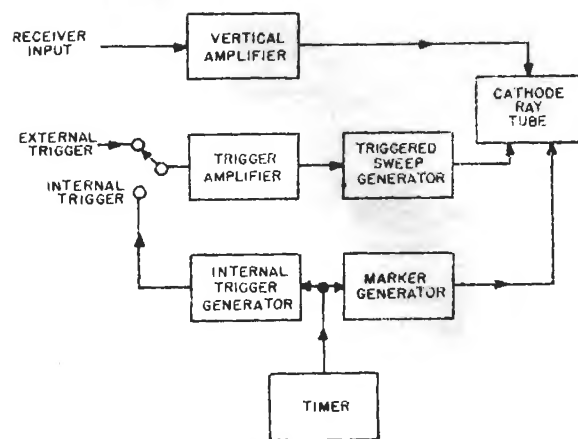 RECEIVER
INPUT
VERTICAL
AMPLIFIER
CATHODE
RAY
TUBE
EXTERNAL
TRIGGER
TRIGGER
AMPLIFIER
TRIGGERED
SWEEP
GENERATOR
INTERNAL
TRIGGER
INTERNAL
TRIGGER
GENERATOR
MARKER
GENERATOR
TIMER